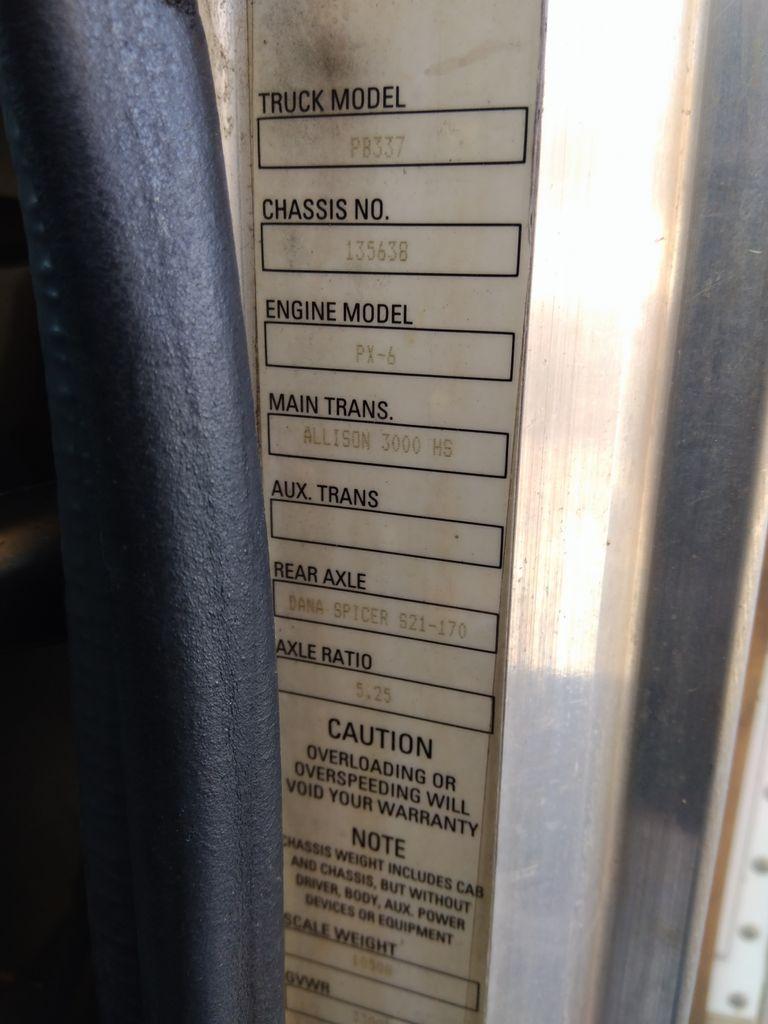 TRUCK MODEL
PB337
CHASSIS NO.
135638
ENGINE MODEL
PX-6
MAIN TRANS.
ALLISON 3000 HS
AUX. TRANS
REAR AXLE
DANA SPICER S21-170
AXLE RATIO
5.25
CAUTION
OVERLOADING OR
OVERSPEEDING WILL
VOID YOUR WARRANTY
NOTE
CHASSIS WEIGHT INCLUDES CAB
AND CHASSIS, BUT WITHOUT
DRIVER, BODY, AUX. POWER
DEVICES OR EQUIPMENT
SCALE WEIGHT
GVWR